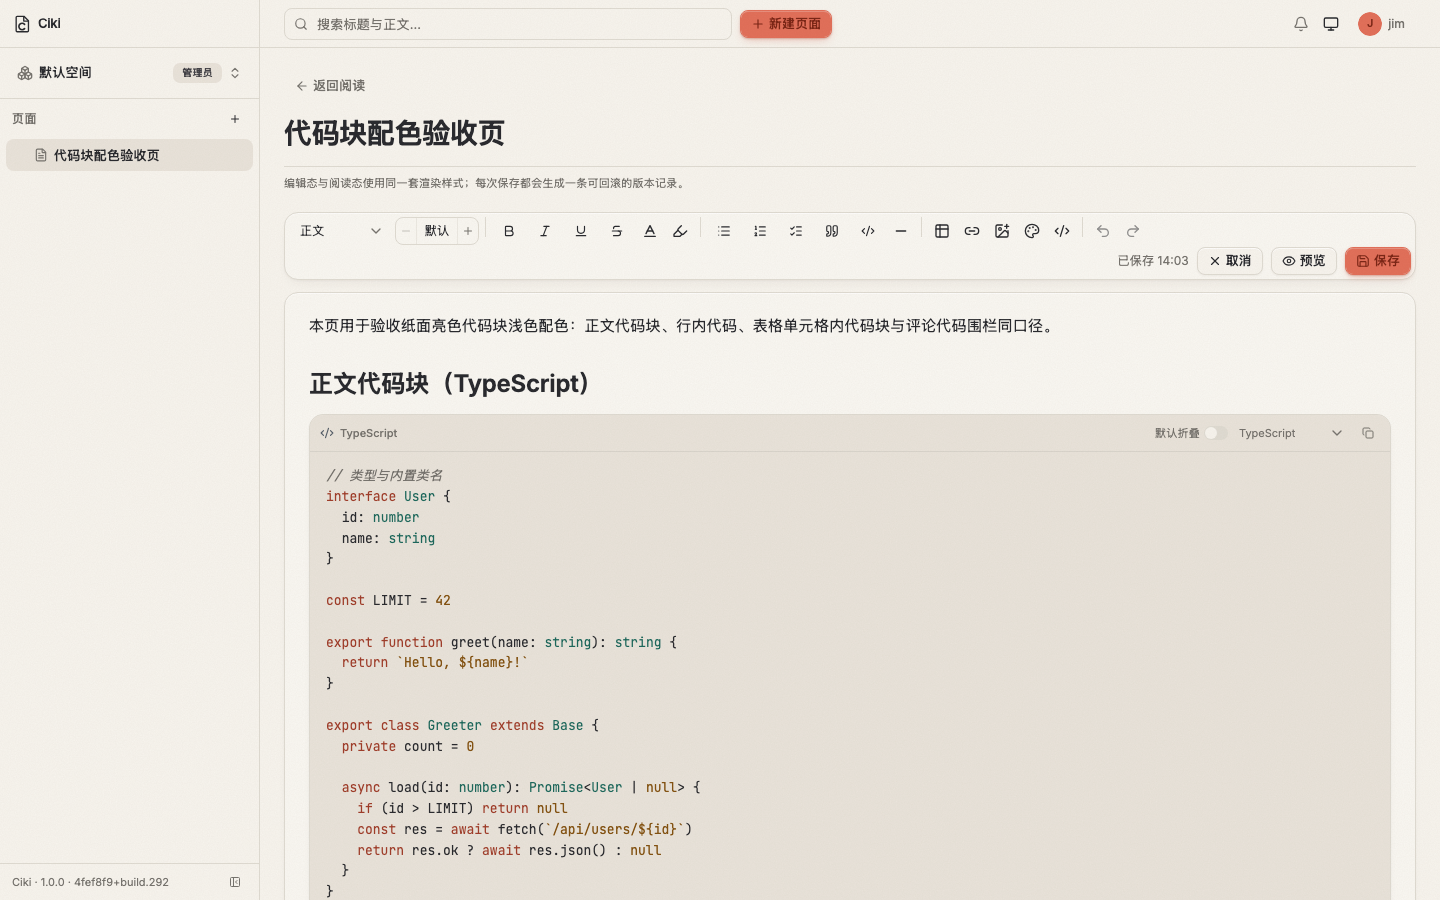 Ciki
搜索标题与正文...
新建页面
J
jim
默认空间
管理员
页面
代码块配色验收页
返回阅读
代码块配色验收页
编辑态与阅读态使用同一套渲染样式；每次保存都会生成一条可回滚的版本记录。
正文
默认
已保存 14:03
取消
预览
保存
本页用于验收纸面亮色代码块浅色配色：正文代码块、行内代码、表格单元格内代码块与评论代码围栏同口径。
正文代码块（TypeScript）
TypeScript
默认折叠
TypeScript
// 类型与内置类名
interface User {
  id: number
  name: string
}
const LIMIT = 42
export function greet(name: string): string {
  return `Hello, ${name}!`
}
export class Greeter extends Base {
  private count = 0
  async load(id: number): Promise<User | null> {
    if (id > LIMIT) return null
    const res = await fetch(`/api/users/${id}`)
    return res.ok ? await res.json() : null
  }
}
Ciki · 1.0.0 · 4fef8f9+build.292